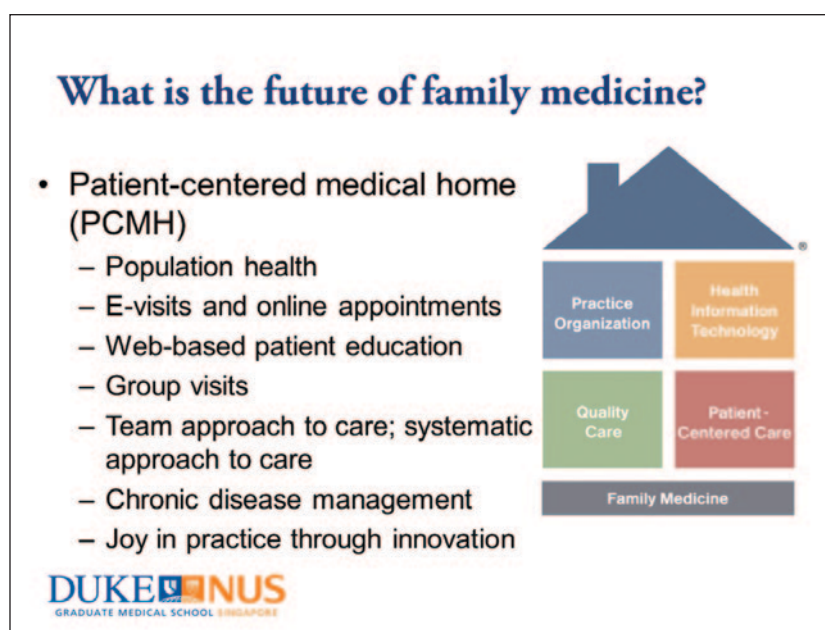 What is the future of family medicine?
• Patient-centered medical home
(PCMH)
– Population health
– E-visits and online appointments
– Web-based patient education
– Group visits
– Team approach to care; systematic
approach to care
– Chronic disease management
– Joy in practice through innovation
®
Practice
Organization
Health
Information
Technology
Quality
Care
Patient-
Centered Care
Family Medicine
DUKE NUS
GRADUATE MEDICAL SCHOOL SINGAPORE